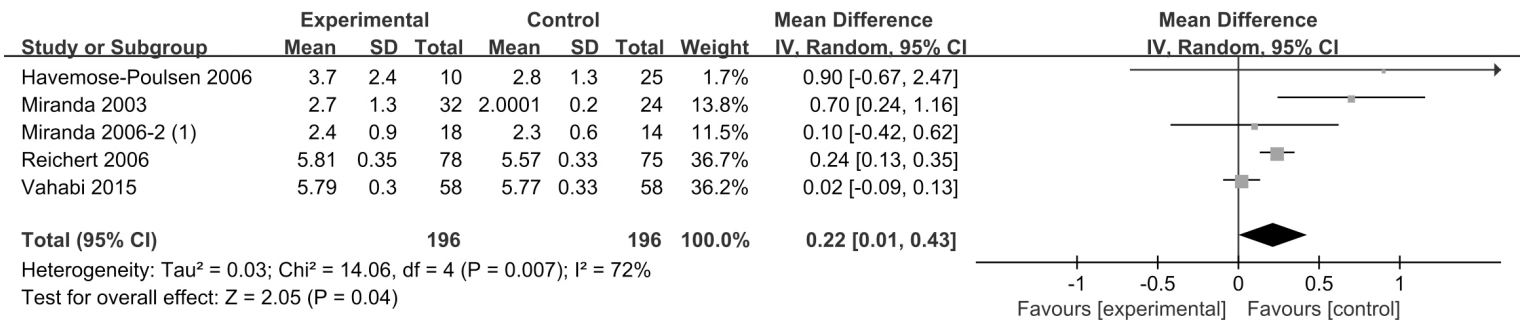 Experimental Control Mean Difference Mean Difference
Study or Subgroup Mean SD Total Mean SD Total Weight IV, Random, 95% CI IV, Random, 95% CI
Havemose-Poulsen 2006 3.7 2.4 10 2.8 1.3 25 1.7% 0.90 [-0.67, 2.47]
Miranda 2003 2.7 1.3 32 2.0001 0.2 24 13.8% 0.70 [0.24, 1.16]
Miranda 2006-2 (1) 2.4 0.9 18 2.3 0.6 14 11.5% 0.10 [-0.42, 0.62]
Reichert 2006 5.81 0.35 78 5.57 0.33 75 36.7% 0.24 [0.13, 0.35]
Vahabi 2015 5.79 0.3 58 5.77 0.33 58 36.2% 0.02 [-0.09, 0.13]
Total (95% CI) 196 196 100.0% 0.22 [0.01, 0.43]
Heterogeneity: Tau² = 0.03; Chi² = 14.06, df = 4 (P = 0.007); I² = 72%
Test for overall effect: Z = 2.05 (P = 0.04)
-1 -0.5 0 0.5 1
Favours [experimental] Favours [control]